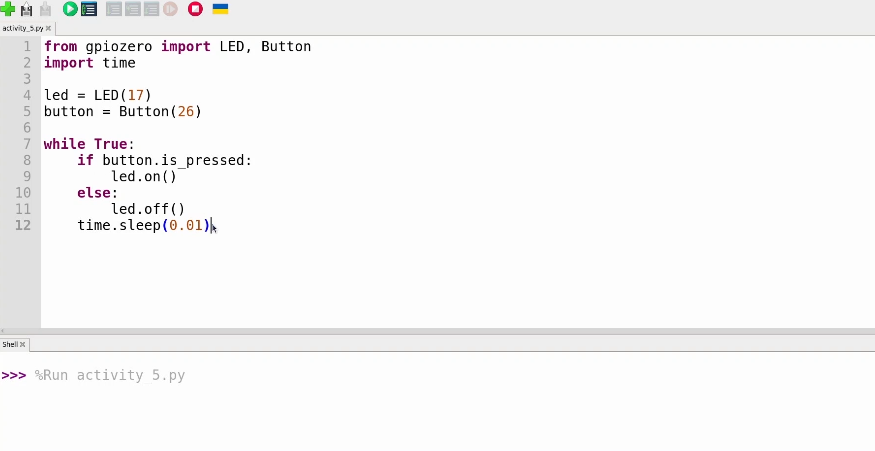 activity_5.py
1 from gpiozero import LED, Button
2 import time
3
4 led = LED(17)
5 button = Button(26)
6
7 while True:
8     if button.is_pressed:
9         led.on()
10     else:
11         led.off()
12     time.sleep(0.01)
Shell
>>> %Run activity 5.py